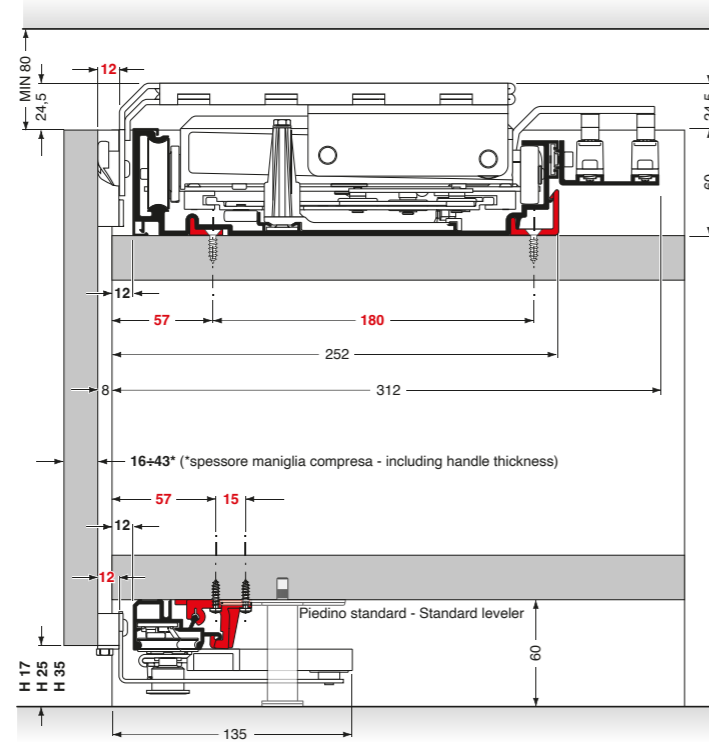 MIN 80
12
24,5
24,5
60
12
57
180
252
8
312
16÷43* (*spessore maniglia compresa - including handle thickness)
57
15
12
12
Piedino standard - Standard leveler
H 17
H 25
H 35
60
135